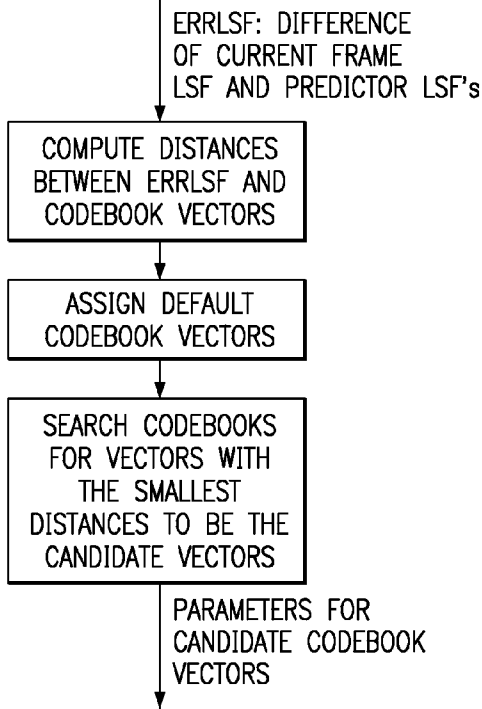 ERRLSF: DIFFERENCE
OF CURRENT FRAME
LSF AND PREDICTOR LSF's
COMPUTE DISTANCES
BETWEEN ERRLSF AND
CODEBOOK VECTORS
ASSIGN DEFAULT
CODEBOOK VECTORS
SEARCH CODEBOOKS
FOR VECTORS WITH
THE SMALLEST
DISTANCES TO BE THE
CANDIDATE VECTORS
PARAMETERS FOR
CANDIDATE CODEBOOK
VECTORS